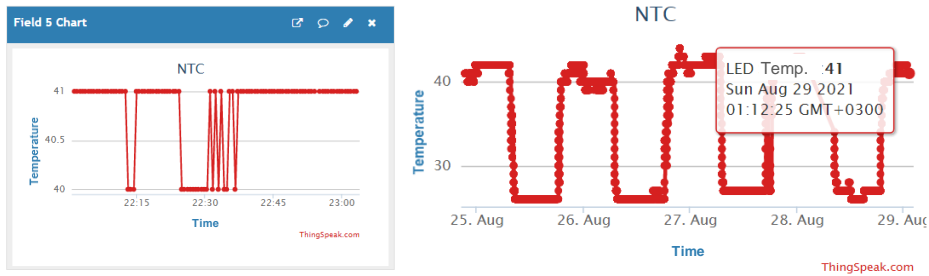 Field 5 Chart
NTC
41
40.5
40
Temperature
22:15 22:30 22:45 23:00
Time
ThingSpeak.com
NTC
40
30
Temperature
LED Temp. :41
Sun Aug 29 2021
01:12:25 GMT+0300
25. Aug 26. Aug 27. Aug 28. Aug 29. Aug
Time
ThingSpeak.com